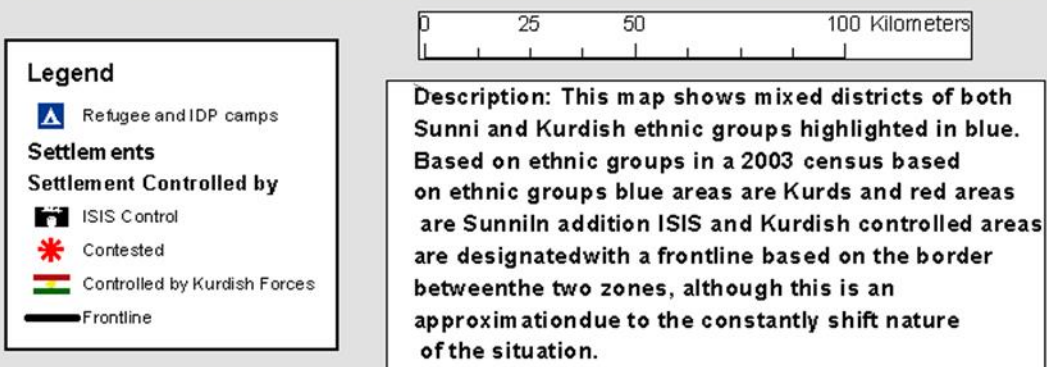 0 25 50 100 Kilometers
Legend
Refugee and IDP camps
Settlements
Settlement Controlled by
ISIS Control
Contested
Controlled by Kurdish Forces
Frontline
Description: This map shows mixed districts of both
Sunni and Kurdish ethnic groups highlighted in blue.
Based on ethnic groups in a 2003 census based
on ethnic groups blue areas are Kurds and red areas
are SunniIn addition ISIS and Kurdish controlled areas
are designatedwith a frontline based on the border
betweenthe two zones, although this is an
approximationdue to the constantly shift nature
of the situation.